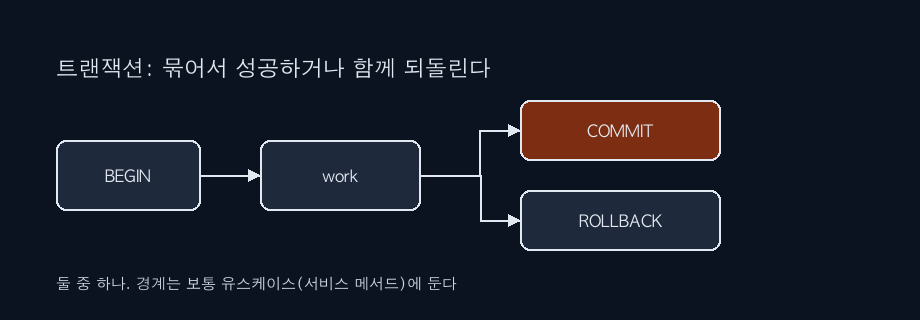 트랜잭션: 묶어서 성공하거나 함께 되돌린다
COMMIT
BEGIN
work
ROLLBACK
둘 중 하나. 경계는 보통 유스케이스(서비스 메서드)에 둔다